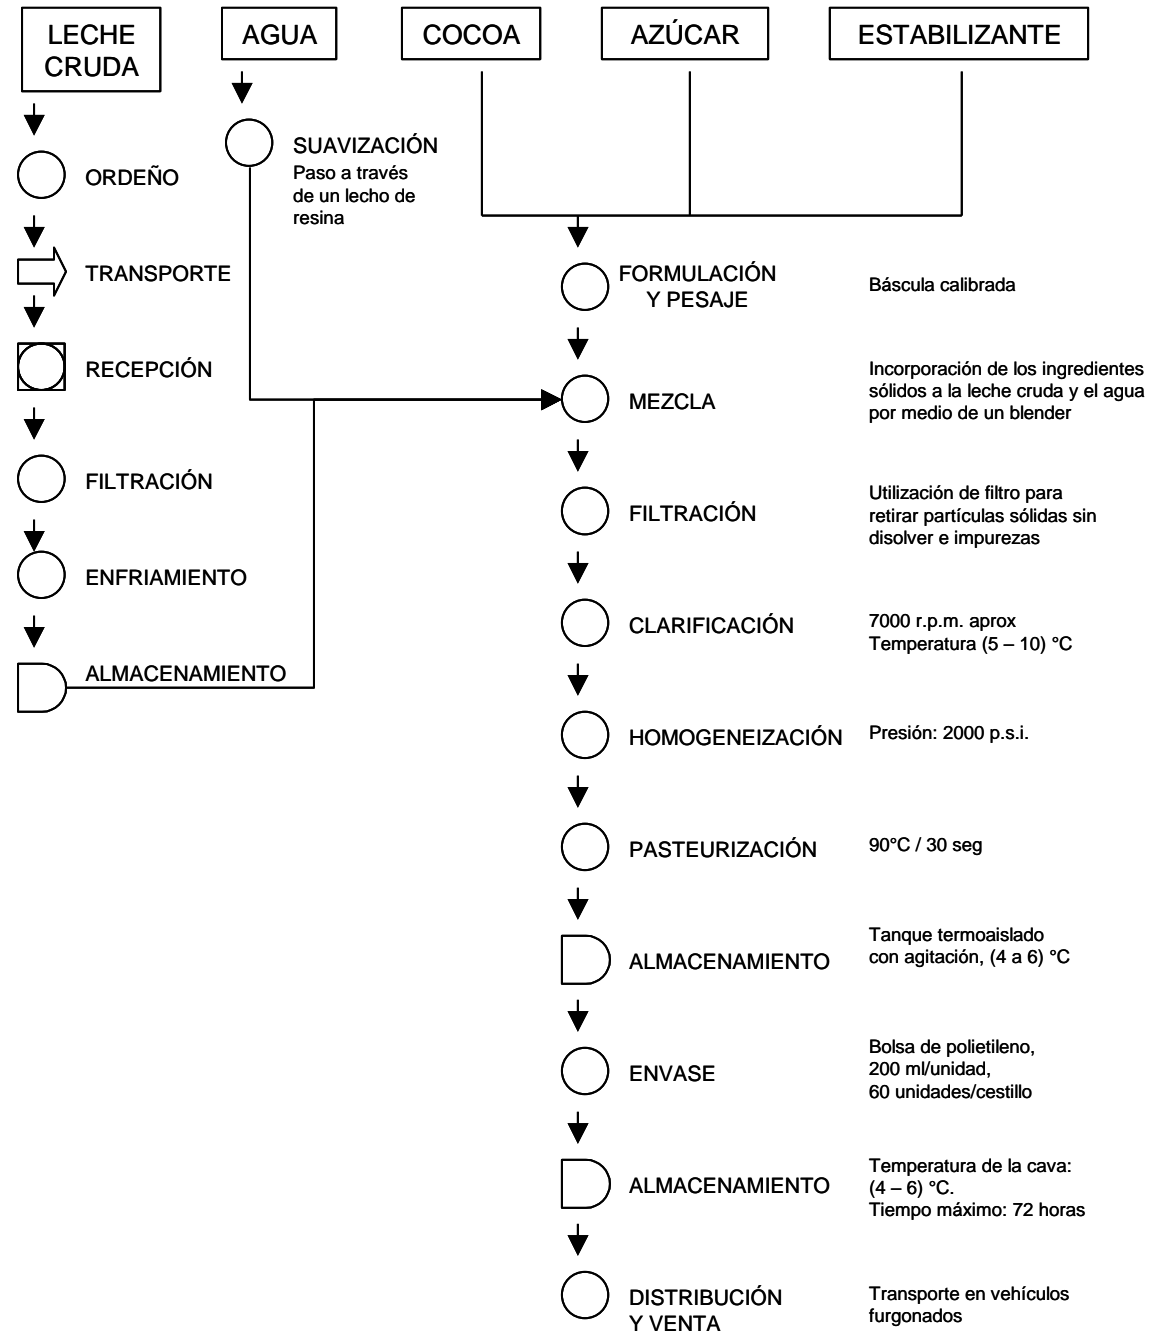 LECHE
CRUDA
AGUA
COCOA
AZÚCAR
ESTABILIZANTE
ORDEÑO
TRANSPORTE
RECEPCIÓN
FILTRACIÓN
ENFRIAMIENTO
ALMACENAMIENTO
SUAVIZACIÓN
Paso a través
de un lecho de
resina
FORMULACIÓN
Y PESAJE
Báscula calibrada
MEZCLA
Incorporación de los ingredientes
sólidos a la leche cruda y el agua
por medio de un blender
FILTRACIÓN
Utilización de filtro para
retirar partículas sólidas sin
disolver e impurezas
CLARIFICACIÓN
7000 r.p.m. aprox
Temperatura (5 – 10) °C
HOMOGENEIZACIÓN
Presión: 2000 p.s.i.
PASTEURIZACIÓN
90°C / 30 seg
ALMACENAMIENTO
Tanque termoaislado
con agitación, (4 a 6) °C
ENVASE
Bolsa de polietileno,
200 ml/unidad,
60 unidades/cestillo
ALMACENAMIENTO
Temperatura de la cava:
(4 – 6) °C.
Tiempo máximo: 72 horas
DISTRIBUCIÓN
Y VENTA
Transporte en vehículos
furgonados